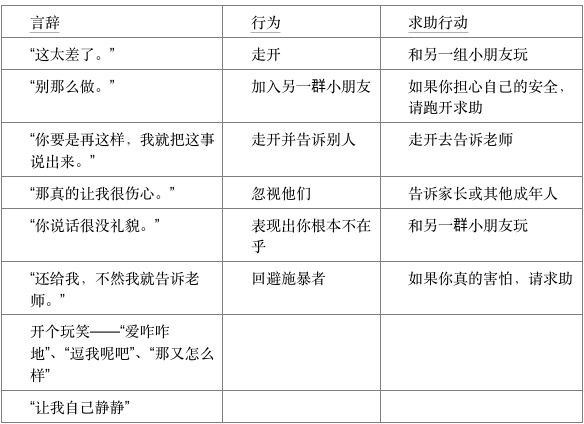 言辞 行为 求助行动
“这太差了。” 走开 和另一组小朋友玩
“别那么做。” 加入另一群小朋友 如果你担心自己的安全，
请跑开求助
“你要是再这样，我就把这事 走开并告诉别人 走开去告诉老师
说出来。”
“那真的让我很伤心。” 忽视他们 告诉家长或其他成年人
“你说话很没礼貌。” 表现出你根本不在 和另一群小朋友玩
乎
“还给我，不然我就告诉老 回避施暴者 如果你真的害怕，请求助
师。”
开个玩笑——“爱咋咋
地”、“逗我呢吧”、“那又怎么
样”
“让我自己静静”